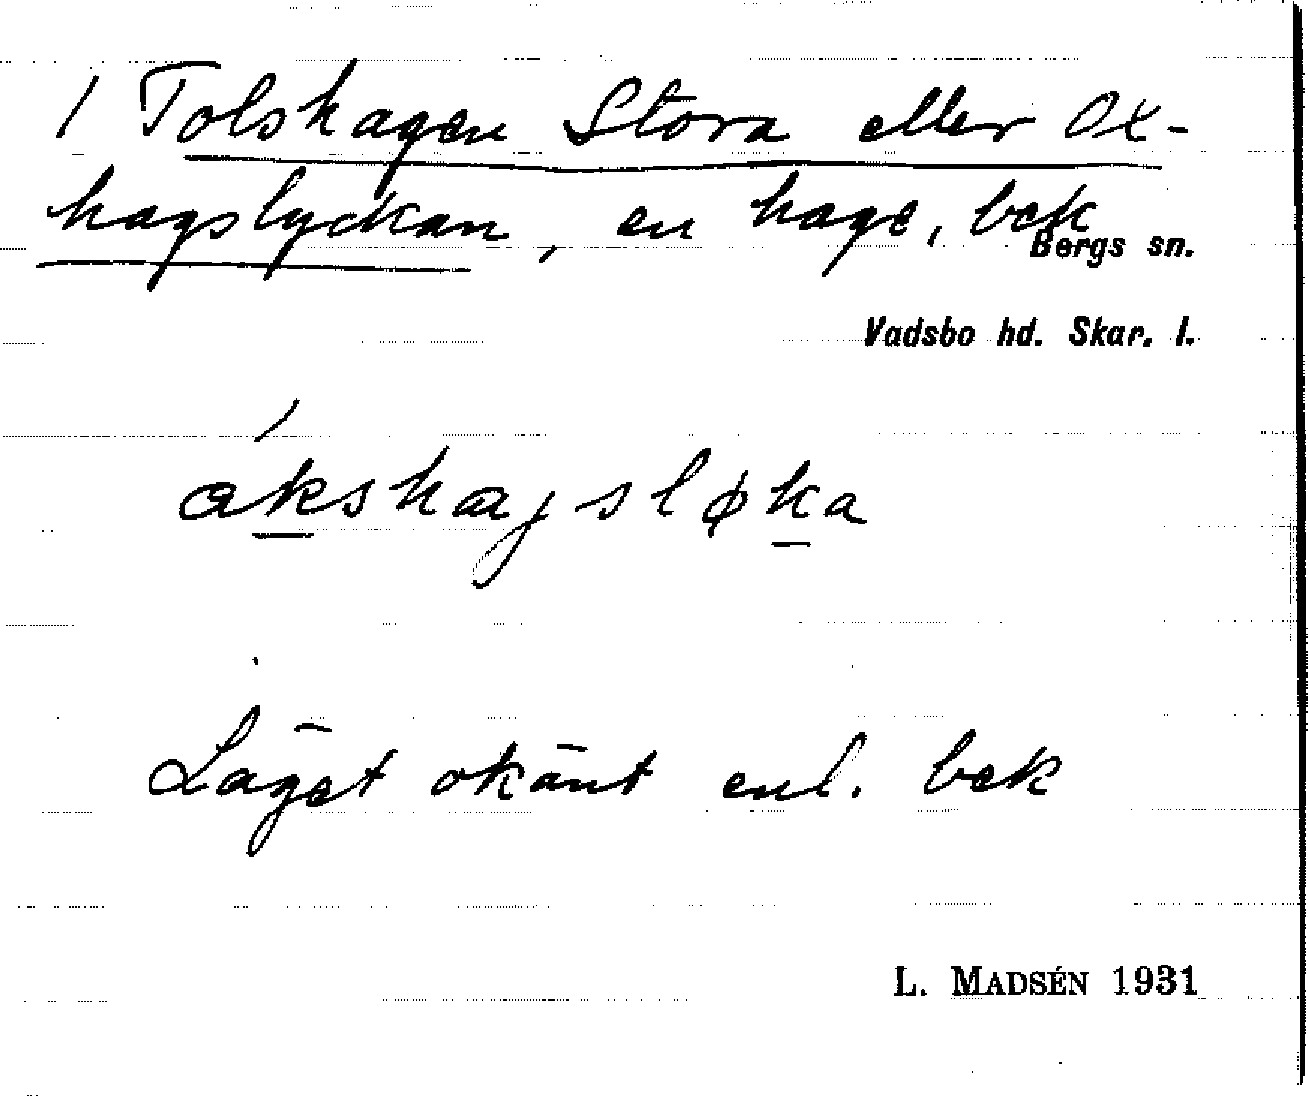 / Tolshagen Stora eller Ox-
hagslyckan, en hage, bek
Bergs sn.
Vadsbo hd. Skar. l.
ákshagsløka
Läget okänt enl. bek
L. MADSÉN 1931